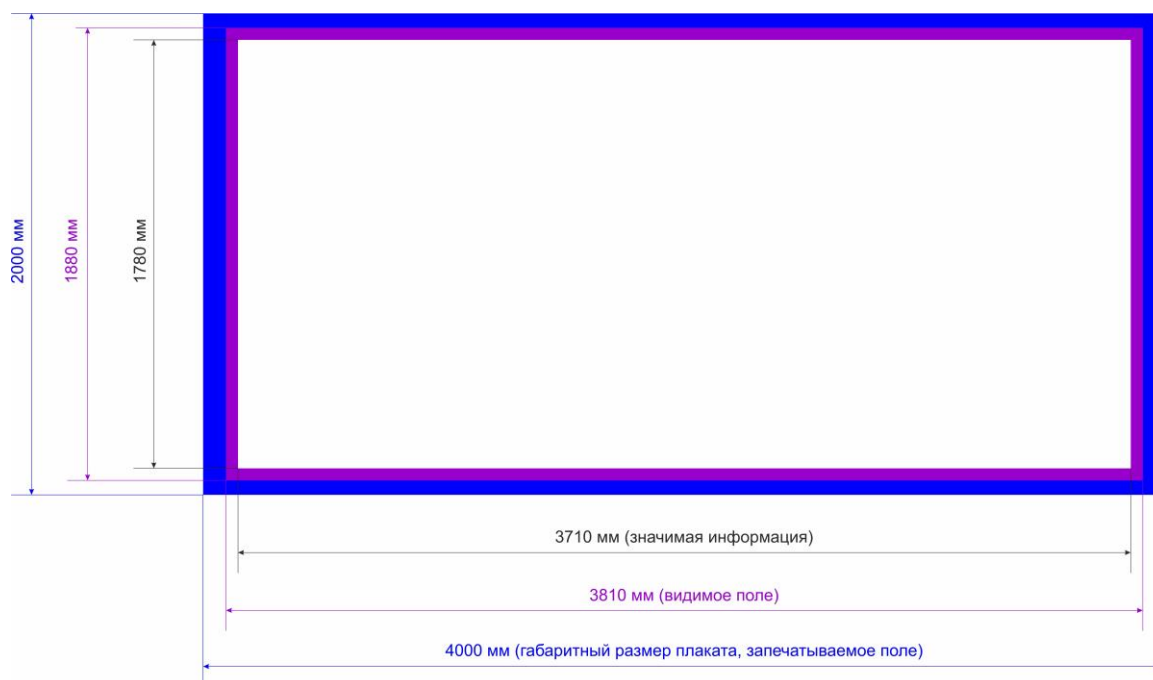 2000 мм
1880 мм
1780 мм
3710 мм (значимая информация)
3810 мм (видимое поле)
4000 мм (габаритный размер плаката, запечатываемое поле)